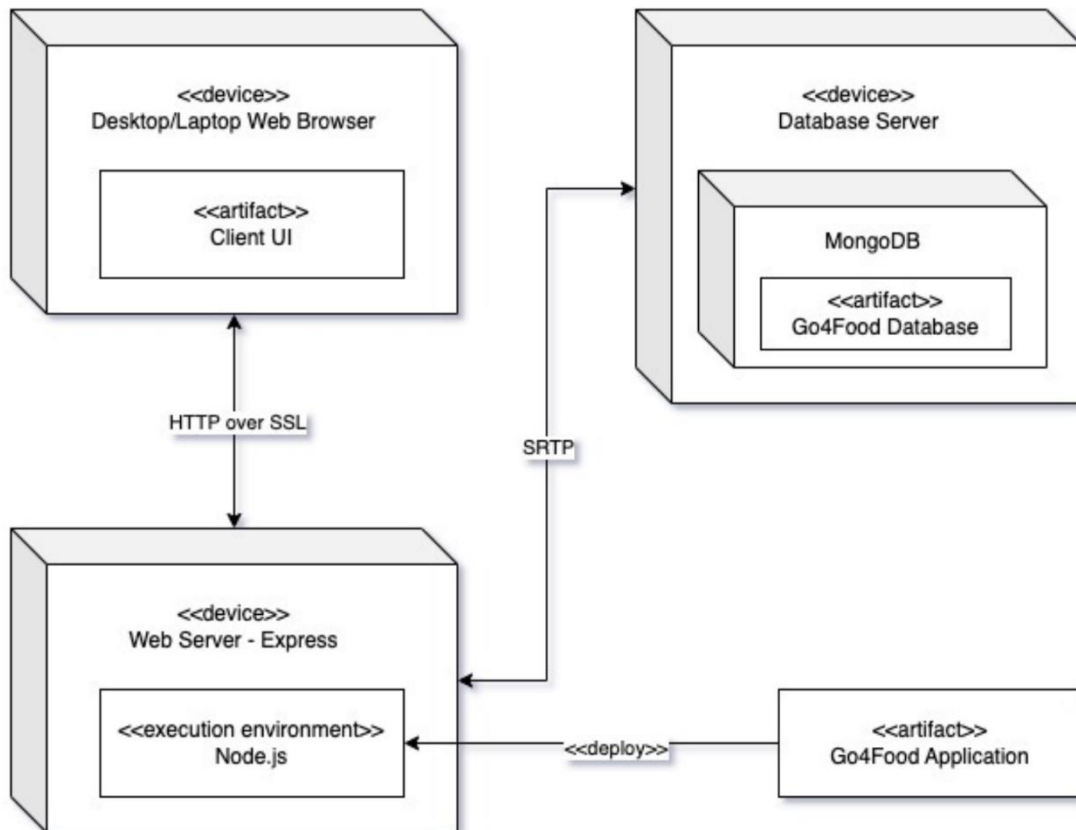 <<device>>
Desktop/Laptop Web Browser
<<artifact>>
Client UI
<<device>>
Database Server
MongoDB
<<artifact>>
Go4Food Database
HTTP over SSL
SRTP
<<device>>
Web Server - Express
<<execution environment>>
Node.js
<<deploy>>
<<artifact>>
Go4Food Application